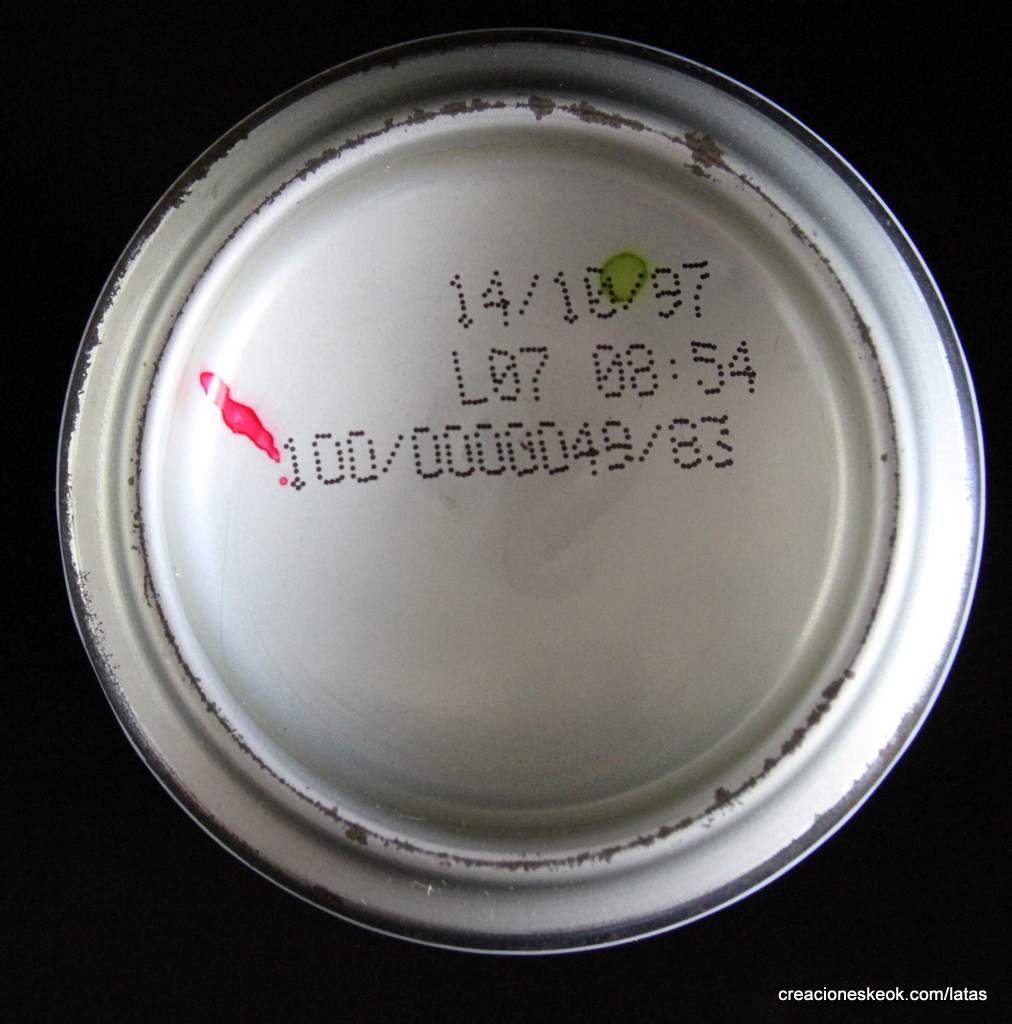 14/10/97
L07 08:54
100/0000049/83
creacioneskeok.com/latas